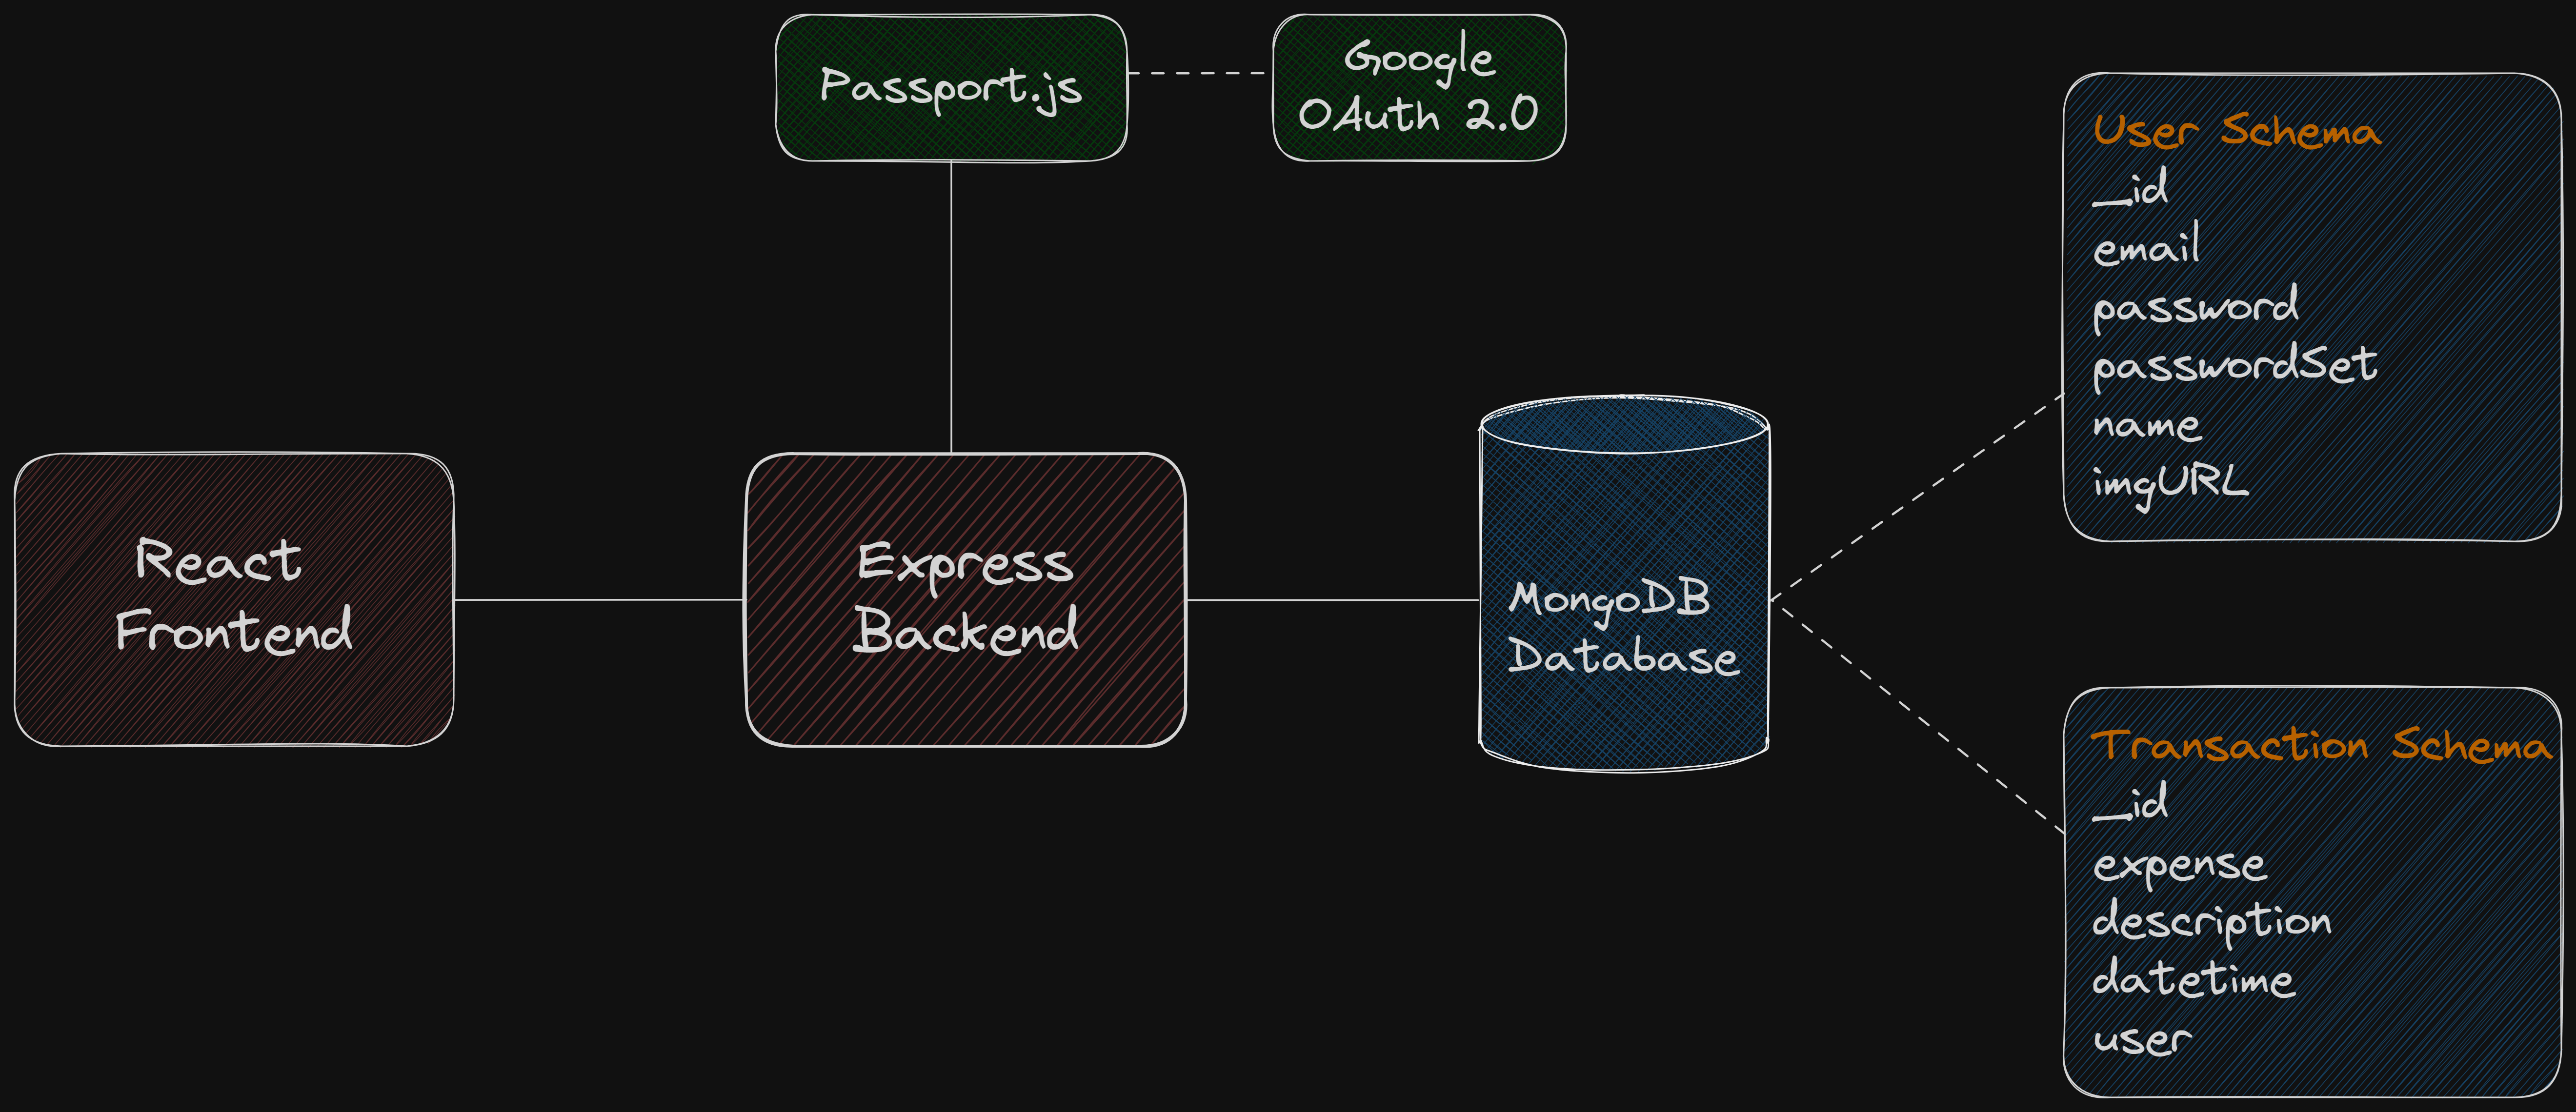 Passport.js
Google
OAuth 2.0
User Schema
_id
email
password
passwordSet
name
imgURL
React
Frontend
Express
Backend
MongoDB
Database
Transaction Schema
_id
expense
description
datetime
user